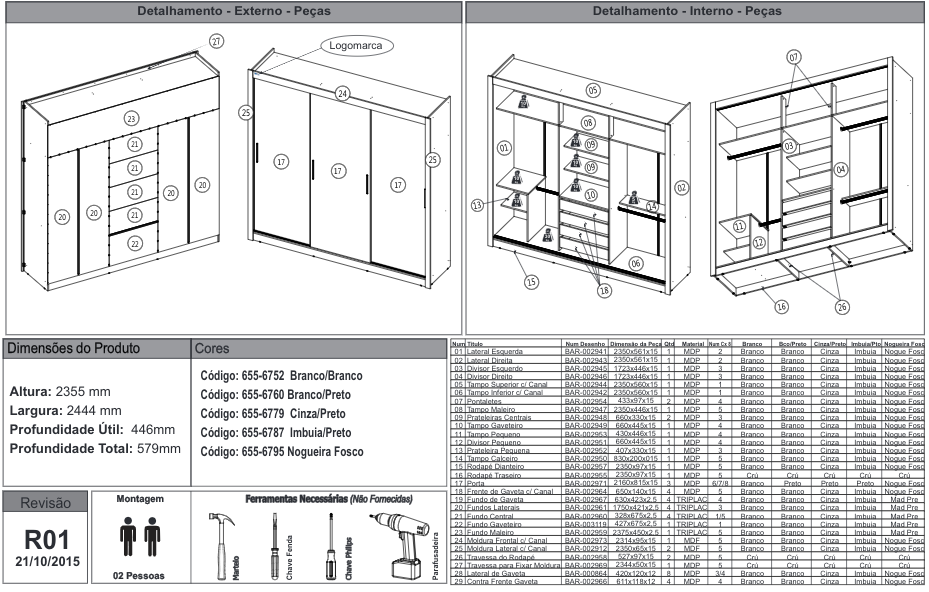 Detalhamento - Externo - Peças
Detalhamento - Interno - Peças
27
Logomarca
07
24
05
25
23
08
21
09
03
01
21
17
17
25
09
04
20
20
21
20
20
17
10
02
21
13
14
11
22
12
06
15
18
16
26
Dimensões do Produto
Altura: 2355 mm
Largura: 2444 mm
Profundidade Útil: 446mm
Profundidade Total: 579mm
Cores
Código: 655-6752 Branco/Branco
Código: 655-6760 Branco/Preto
Código: 655-6779 Cinza/Preto
Código: 655-6787 Imbuia/Preto
Código: 655-6795 Nogueira Fosco
Revisão
R01
21/10/2015
Montagem
02 Pessoas
Ferramentas Necessárias (Não Fornecidas)
Martelo
Chave Fenda
Chave Philips
Parafusadeira
Num Titulo Num Desenho Dimensão da Peça Qtd Material Num Cx Branco Bco/Preto Cinza/Preto Imbuia/Pto Nogueira Fosc
01 Lateral Esquerda BAR-002941 2350x561x15 1 MDP 2 Branco Branco Cinza Imbuia Nogue Fosc
02 Lateral Direita BAR-002943 2350x561x15 1 MDP 2 Branco Branco Cinza Imbuia Nogue Fosc
03 Divisor Esquerdo BAR-002945 1723x446x15 1 MDP 3 Branco Branco Cinza Imbuia Nogue Fosc
04 Divisor Direito BAR-002946 1723x446x15 1 MDP 3 Branco Branco Cinza Imbuia Nogue Fosc
05 Tampo Superior c/ Canal BAR-002944 2350x560x15 1 MDP 1 Branco Branco Cinza Imbuia Nogue Fosc
06 Tampo Inferior c/ Canal BAR-002942 2350x560x15 1 MDP 1 Branco Branco Cinza Imbuia Nogue Fosc
07 Pontaletes BAR-002954 433x97x15 2 MDP 4 Branco Branco Cinza Imbuia Nogue Fosc
08 Tampo Maleiro BAR-002947 2350x446x15 1 MDP 5 Branco Branco Cinza Imbuia Nogue Fosc
09 Prateleiras Centrais BAR-002948 660x330x15 2 MDP 3 Branco Branco Cinza Imbuia Nogue Fosc
10 Tampo Gaveteiro BAR-002949 660x445x15 1 MDP 4 Branco Branco Cinza Imbuia Nogue Fosc
11 Tampo Pequeno BAR-002953 430x446x15 1 MDP 4 Branco Branco Cinza Imbuia Nogue Fosc
12 Divisor Pequeno BAR-002951 660x445x15 1 MDP 4 Branco Branco Cinza Imbuia Nogue Fosc
13 Prateleira Pequena BAR-002952 407x330x15 1 MDP 3 Branco Branco Cinza Imbuia Nogue Fosc
14 Tampo Calceiro BAR-002950 830x200x015 1 MDP 5 Branco Branco Cinza Imbuia Nogue Fosc
15 Rodapé Dianteiro BAR-002957 2350x97x15 1 MDP 5 Branco Branco Cinza Imbuia Nogue Fosc
16 Rodapé Traseiro BAR-002955 2350x97x15 1 MDP 5 Crú Crú Crú Crú Crú
17 Porta BAR-002971 2160x815x15 3 MDP 6/7/8 Branco Preto Preto Preto Nogue Fosc
18 Frente de Gaveta c/ Canal BAR-002964 650x140x15 4 MDP 5 Branco Branco Cinza Imbuia Nogue Fosc
19 Fundo de Gaveta BAR-002967 630x423x2,5 4 TRIPLAC 4 Branco Branco Cinza Imbuia Mad Pre
20 Fundos Laterais BAR-002961 1750x421x2,5 4 TRIPLAC 3 Branco Branco Cinza Imbuia Mad Pre
21 Fundo Central BAR-002960 328x675x2,5 4 TRIPLAC 1/5 Branco Branco Cinza Imbuia Mad Pre
22 Fundo Gaveteiro BAR-003119 427x675x2,5 1 TRIPLAC 1 Branco Branco Cinza Imbuia Mad Pre
23 Fundo Maleiro BAR-002959 2375x450x2,5 1 TRIPLAC 5 Branco Branco Cinza Imbuia Mad Pre
24 Moldura Frontal c/ Canal BAR-002973 2314x95x15 1 MDF 5 Branco Branco Cinza Imbuia Nogue Fosc
25 Moldura Lateral c/ Canal BAR-002912 2350x65x15 2 MDP 5 Branco Branco Cinza Imbuia Nogue Fosc
26 Travessa do Rodapé BAR-002958 527x97x15 2 MDP 5 Crú Crú Crú Crú Crú
27 Travessa para Fixar Moldura BAR-002969 2344x50x15 1 MDP 5 Crú Crú Crú Crú Crú
28 Lateral de Gaveta BAR-000864 420x120x12 8 MDP 3/4 Branco Branco Cinza Imbuia Nogue Fosc
29 Contra Frente Gaveta BAR-002966 611x118x12 4 MDP 4 Branco Branco Cinza Imbuia Nogue Fosc